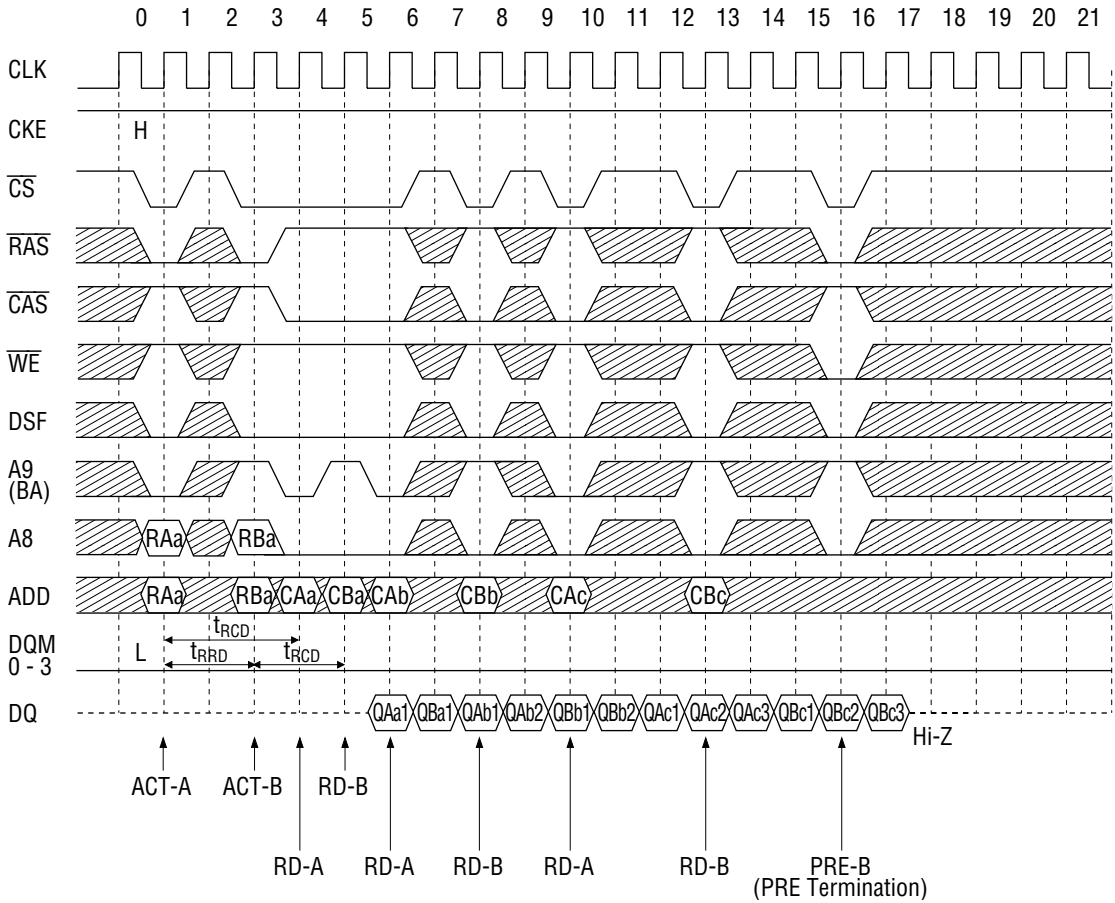 0 1 2 3 4 5 6 7 8 9 10 11 12 13 14 15 16 17 18 19 20 21
CLK
CKE H
CS
RAS
CAS
WE
DSF
A9
(BA)
A8 RAa RBa
ADD RAa RBa CAa CBa CAb CBb CAc CBc
tRCD
DQM
0 - 3 L tRRD tRCD
DQ QAa1 QBa1 QAb1 QAb2 QBb1 QBb2 QAc1 QAc2 QAc3 QBc1 QBc2 QBc3
Hi-Z
ACT-A ACT-B RD-B
RD-A RD-A RD-B RD-A RD-B PRE-B
(PRE Termination)